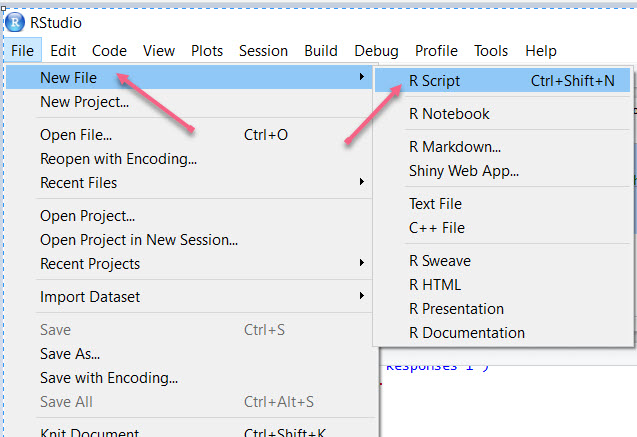 RStudio
File Edit Code View Plots Session Build Debug Profile Tools Help
New File
New Project...
Open File... Ctrl+O
Reopen with Encoding...
Recent Files
Open Project...
Open Project in New Session...
Recent Projects
Import Dataset
Save Ctrl+S
Save As...
Save with Encoding...
Save All Ctrl+Alt+S
Knit Document Ctrl+Shift+K
R Script Ctrl+Shift+N
R Notebook
R Markdown...
Shiny Web App...
Text File
C++ File
R Sweave
R HTML
R Presentation
R Documentation
Responses 1")